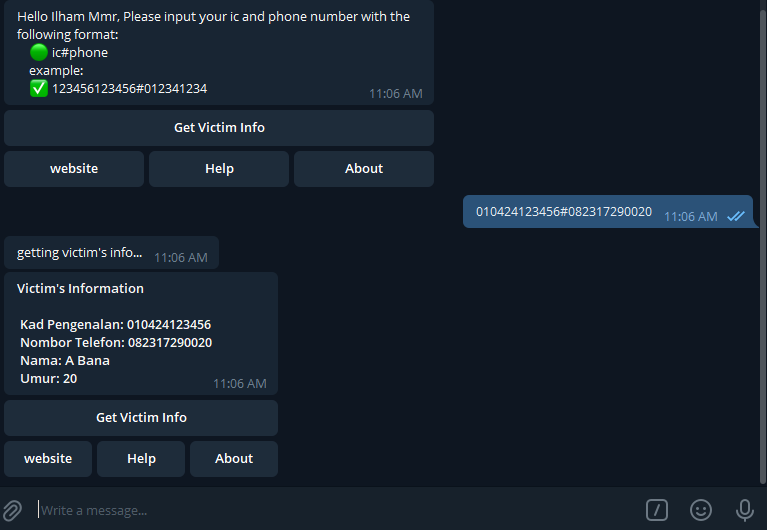 Hello Ilham Mmr, Please input your ic and phone number with the
following format:
🟢 ic#phone
example:
✅ 123456123456#012341234
11:06 AM
Get Victim Info
website Help About
010424123456#082317290020 11:06 AM
getting victim's info... 11:06 AM
Victim's Information
Kad Pengenalan: 010424123456
Nombor Telefon: 082317290020
Nama: A Bana
Umur: 20
11:06 AM
Get Victim Info
website Help About
Write a message...